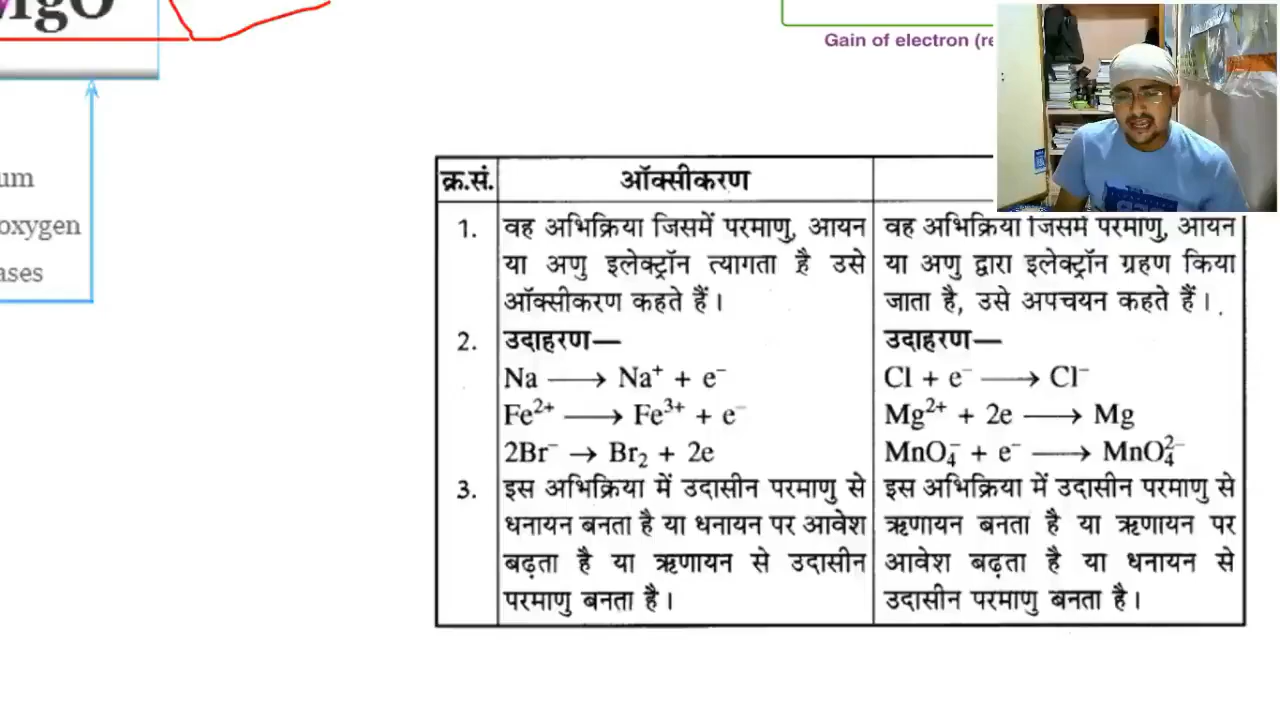 MgO
Gain of electron (re
um
oxygen
ases
क्र.सं. ऑक्सीकरण
1. वह अभिक्रिया जिसमें परमाणु, आयन या अणु इलेक्ट्रॉन त्यागता है उसे ऑक्सीकरण कहते हैं।
वह अभिक्रिया जिसमें परमाणु, आयन या अणु द्वारा इलेक्ट्रॉन ग्रहण किया जाता है, उसे अपचयन कहते हैं।
2. उदाहरण—
Na ⟶ Na⁺ + e⁻
Fe²⁺ ⟶ Fe³⁺ + e⁻
2Br⁻ → Br₂ + 2e
उदाहरण—
Cl + e⁻ ⟶ Cl⁻
Mg²⁺ + 2e ⟶ Mg
MnO₄⁻ + e⁻ ⟶ MnO₄²⁻
3. इस अभिक्रिया में उदासीन परमाणु से धनायन बनता है या धनायन पर आवेश बढ़ता है या ऋणायन से उदासीन परमाणु बनता है।
इस अभिक्रिया में उदासीन परमाणु से ऋणायन बनता है या ऋणायन पर आवेश बढ़ता है या धनायन से उदासीन परमाणु बनता है।